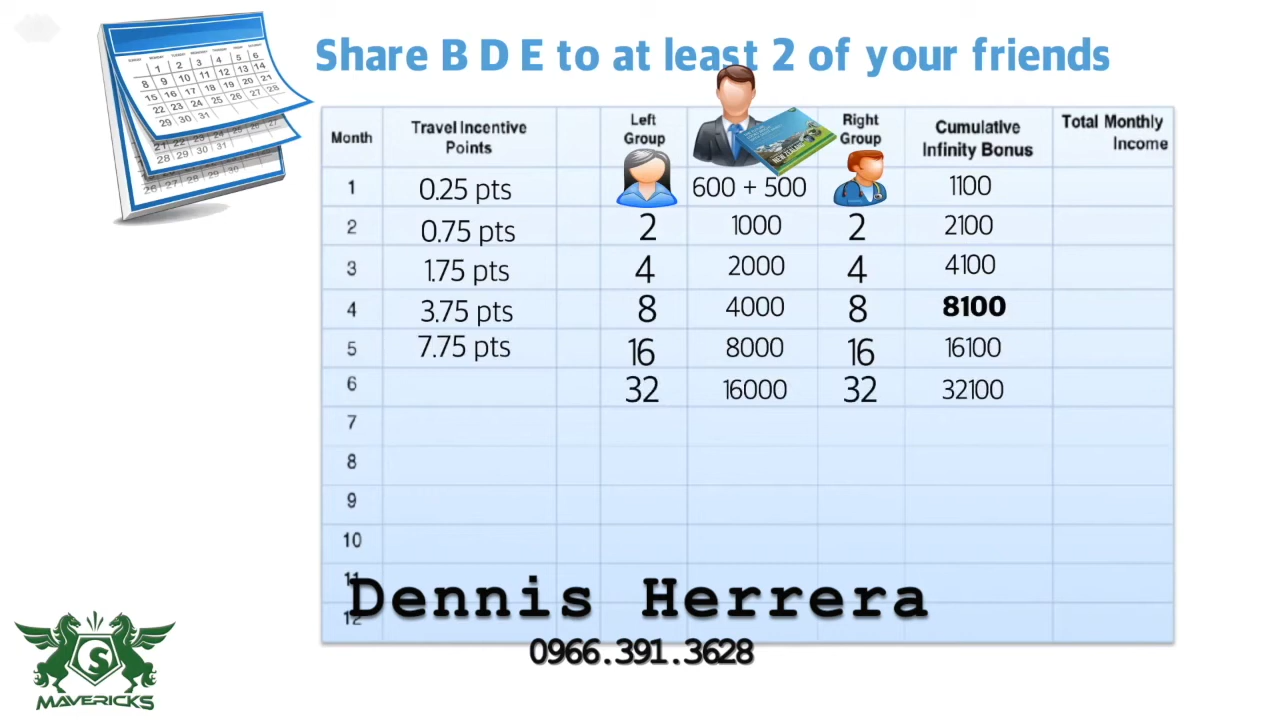 Share B D E to at least 2 of your friends
Month Travel Incentive Points Left Group Right Group Cumulative Infinity Bonus Total Monthly Income
1 0.25 pts 600 + 500 1100
2 0.75 pts 2 1000 2 2100
3 1.75 pts 4 2000 4 4100
4 3.75 pts 8 4000 8 8100
5 7.75 pts 16 8000 16 16100
6 32 16000 32 32100
7
8
9
10
11
12
Dennis Herrera
0966.391.3628
S
MAVERICKS